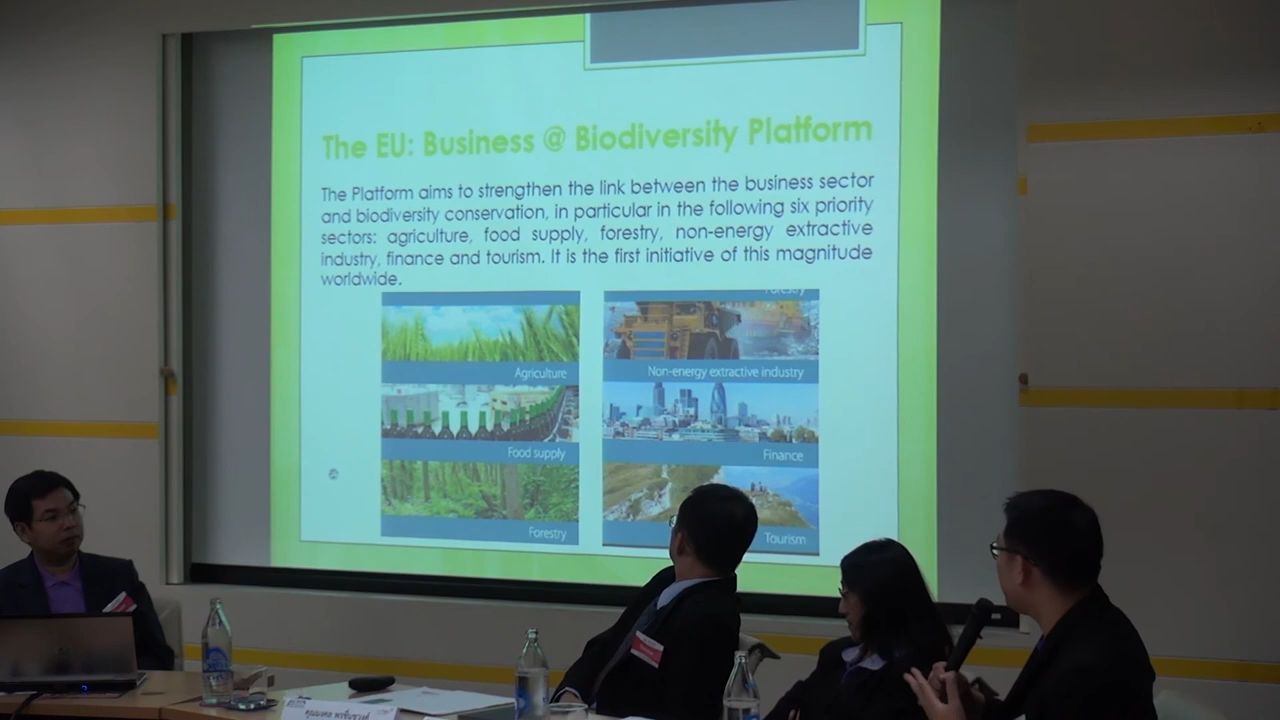 The EU: Business @ Biodiversity Platform
The Platform aims to strengthen the link between the business sector
and biodiversity conservation, in particular in the following six priority
sectors: agriculture, food supply, forestry, non-energy extractive
industry, finance and tourism. It is the first initiative of this magnitude
worldwide.
Agriculture
Food supply
Forestry
Forestry
Non-energy extractive industry
Finance
Tourism